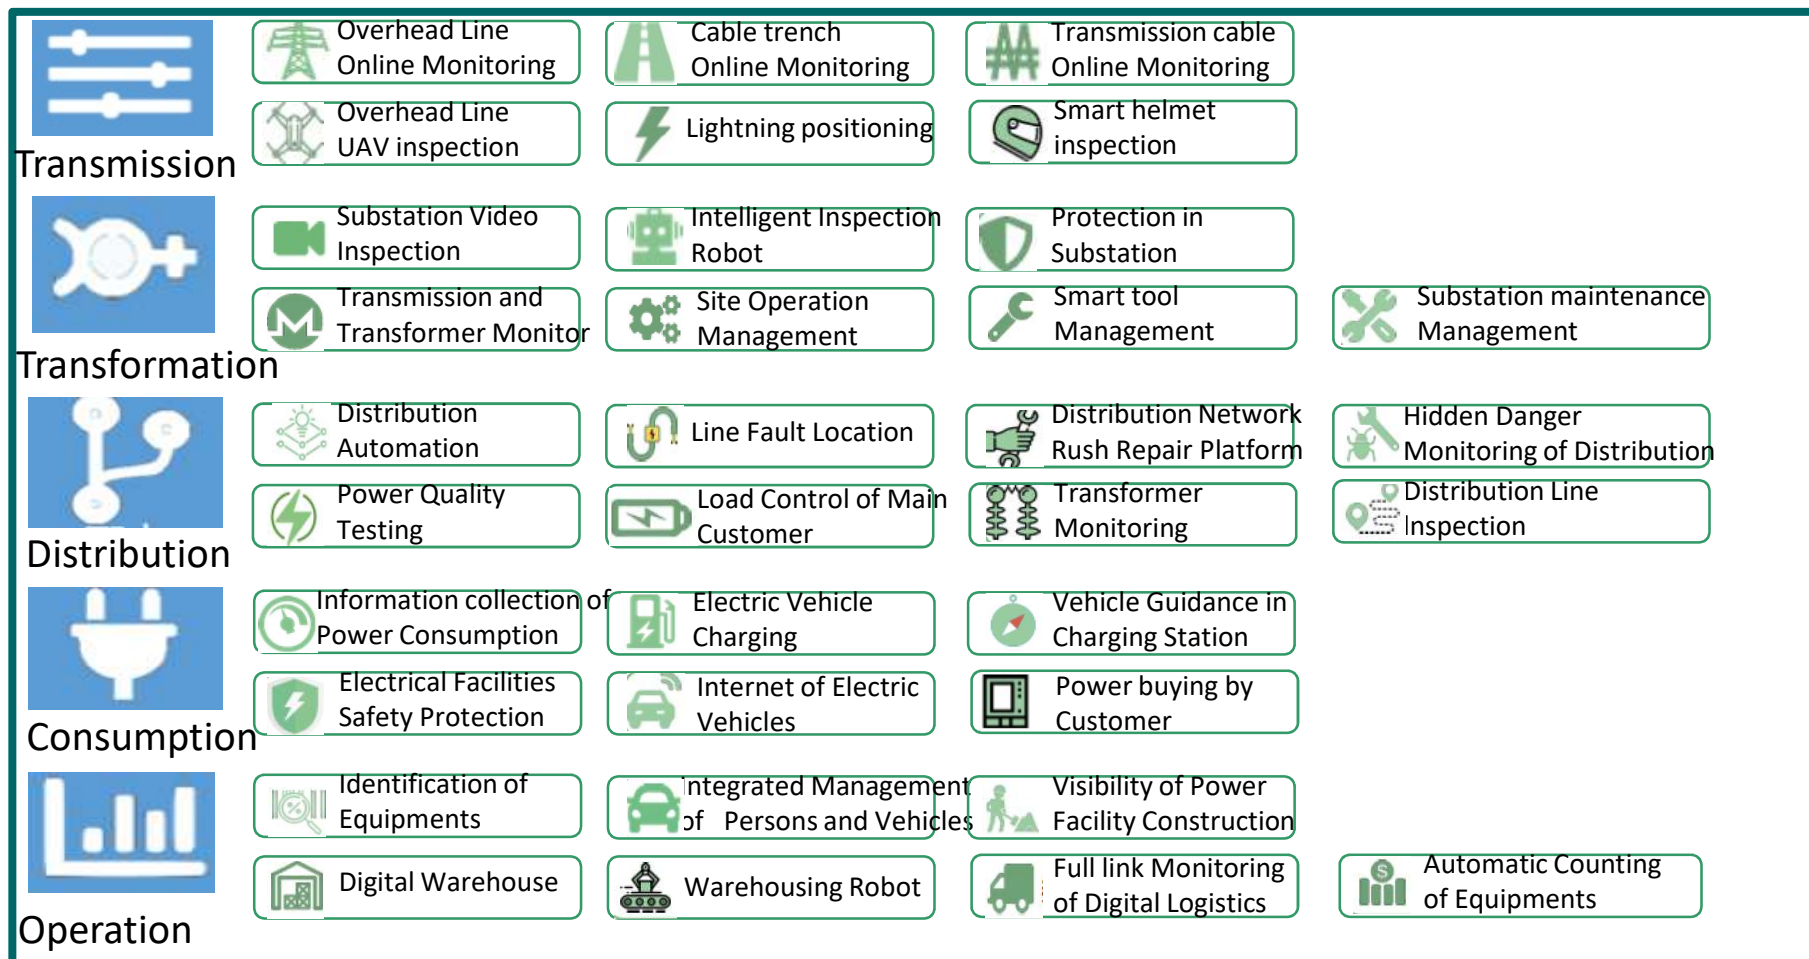 Overhead Line
Online Monitoring
Cable trench
Online Monitoring
Transmission cable
Online Monitoring
Overhead Line
UAV inspection
Lightning positioning
Smart helmet
inspection
Transmission
Substation Video
Inspection
Intelligent Inspection
Robot
Protection in
Substation
Transmission and
Transformer Monitor
Site Operation
Management
Smart tool
Management
Substation maintenance
Management
Transformation
Distribution
Automation
Line Fault Location
Distribution Network
Rush Repair Platform
Hidden Danger
Monitoring of Distribution
Power Quality
Testing
Load Control of Main
Customer
Transformer
Monitoring
Distribution Line
Inspection
Distribution
Information collection of
Power Consumption
Electric Vehicle
Charging
Vehicle Guidance in
Charging Station
Electrical Facilities
Safety Protection
Internet of Electric
Vehicles
Power buying by
Customer
Consumption
Identification of
Equipments
Integrated Management
of Persons and Vehicles
Visibility of Power
Facility Construction
Digital Warehouse
Warehousing Robot
Full link Monitoring
of Digital Logistics
Automatic Counting
of Equipments
Operation